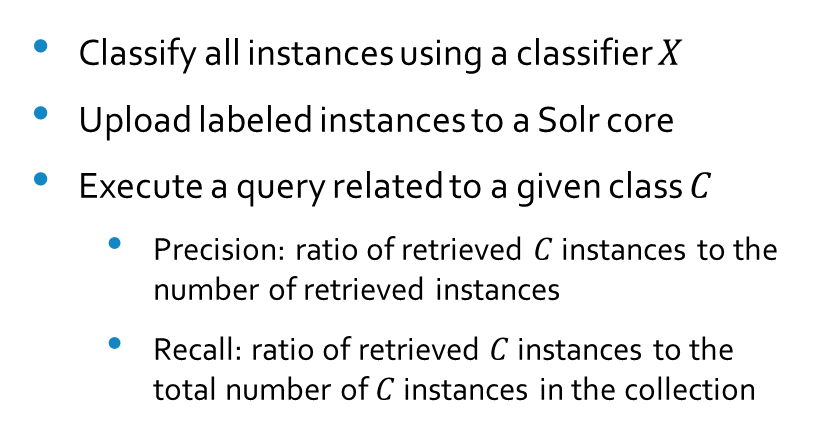 • Classify all instances using a classifier X
• Upload labeled instances to a Solr core
• Execute a query related to a given class C
• Precision: ratio of retrieved C instances to the
number of retrieved instances
• Recall: ratio of retrieved C instances to the
total number of C instances in the collection